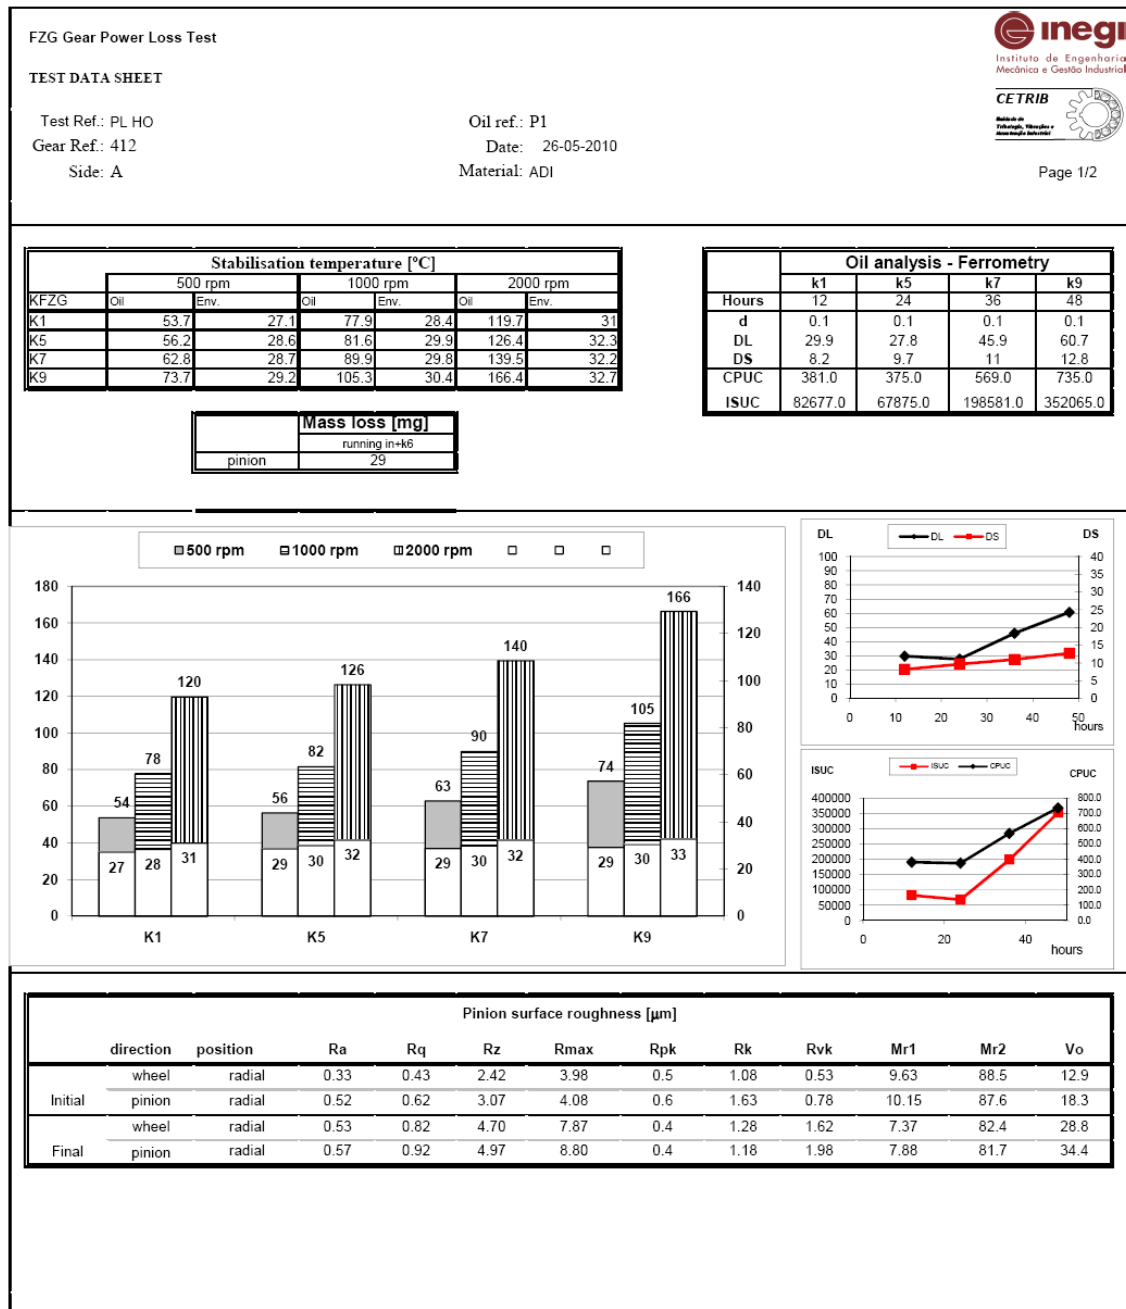 FZG Gear Power Loss Test
TEST DATA SHEET
inegi
Instituto de Engenharia
Mecânica e Gestão Industrial
CETRIB
Test Ref.: PL HO Oil ref.: P1
Gear Ref.: 412 Date: 26-05-2010
Side: A Material: ADI
Page 1/2
Stabilisation temperature [ºC]
500 rpm 1000 rpm 2000 rpm
KFZG Oil Env. Oil Env. Oil Env.
K1 53.7 27.1 77.9 28.4 119.7 31
K5 56.2 28.6 81.6 29.9 126.4 32.3
K7 62.8 28.7 89.9 29.8 139.5 32.2
K9 73.7 29.2 105.3 30.4 166.4 32.7
Oil analysis - Ferrometry
k1 k5 k7 k9
Hours 12 24 36 48
d 0.1 0.1 0.1 0.1
DL 29.9 27.8 45.9 60.7
DS 8.2 9.7 11 12.8
CPUC 381.0 375.0 569.0 735.0
ISUC 82677.0 67875.0 198581.0 352065.0
Mass loss [mg]
running in+k6
pinion 29
500 rpm 1000 rpm 2000 rpm
180 140
160 120
140 100
120 80
100 60
80 40
60 20
40 0
20
0
54 78 120 56 82 126 63 90 140 74 105 166
27 28 31 29 30 32 29 30 32 29 30 33
K1 K5 K7 K9
DL DL DS DS
100 40
90 35
80 30
70 25
60 20
50 15
40 10
30 5
20 0
10
0
0 10 20 30 40 50
hours
ISUC ISUC CPUC CPUC
400000 800.0
350000 700.0
300000 600.0
250000 500.0
200000 400.0
150000 300.0
100000 200.0
50000 100.0
0 0.0
0 20 40
hours
Pinion surface roughness [µm]
direction position Ra Rq Rz Rmax Rpk Rk Rvk Mr1 Mr2 Vo
wheel radial 0.33 0.43 2.42 3.98 0.5 1.08 0.53 9.63 88.5 12.9
Initial pinion radial 0.52 0.62 3.07 4.08 0.6 1.63 0.78 10.15 87.6 18.3
wheel radial 0.53 0.82 4.70 7.87 0.4 1.28 1.62 7.37 82.4 28.8
Final pinion radial 0.57 0.92 4.97 8.80 0.4 1.18 1.98 7.88 81.7 34.4